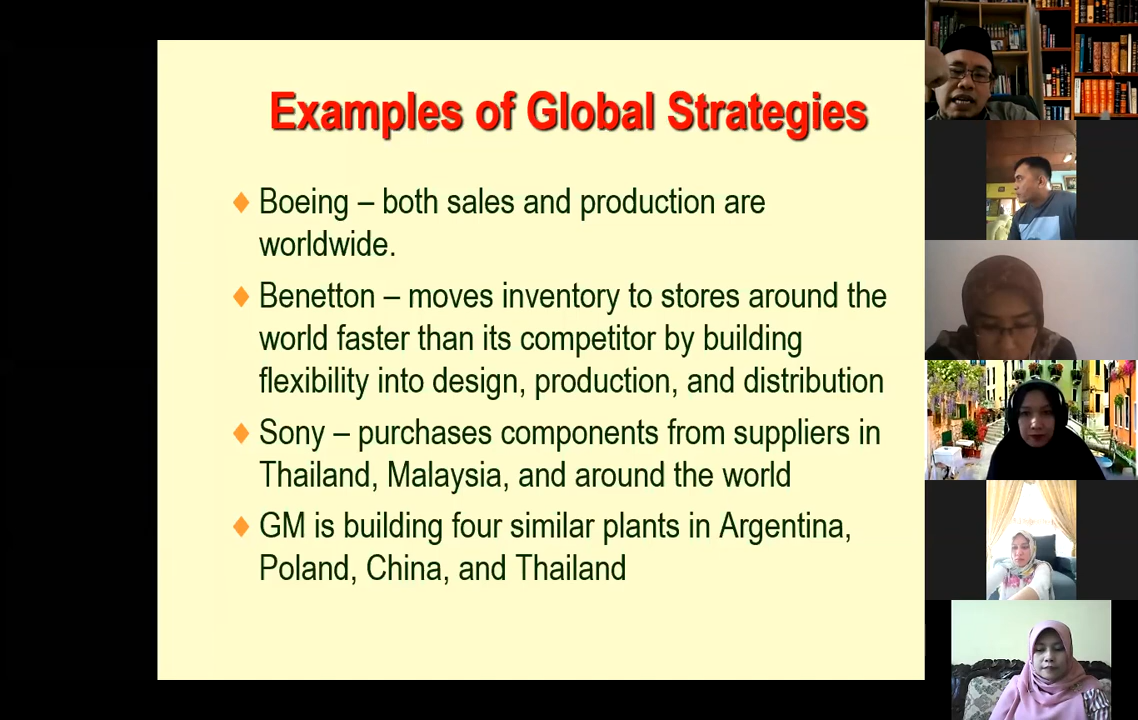 Examples of Global Strategies
Boeing – both sales and production are
worldwide.
Benetton – moves inventory to stores around the
world faster than its competitor by building
flexibility into design, production, and distribution
Sony – purchases components from suppliers in
Thailand, Malaysia, and around the world
GM is building four similar plants in Argentina,
Poland, China, and Thailand